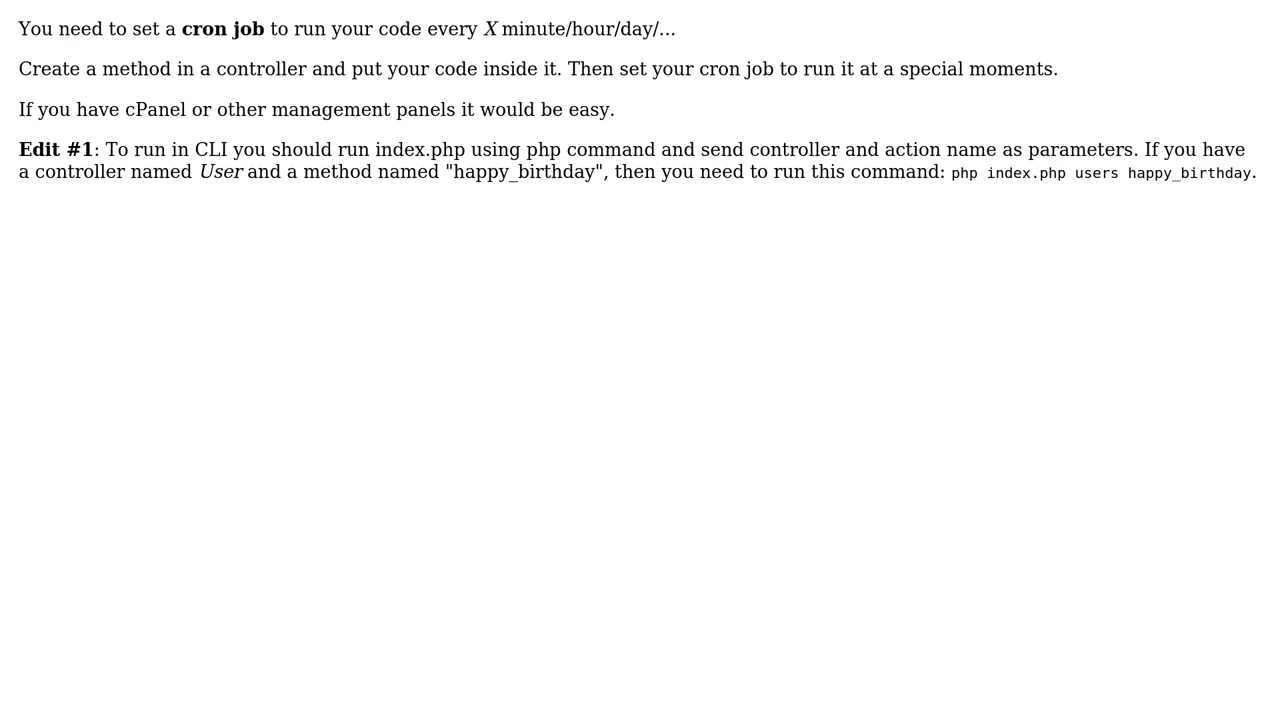 You need to set a cron job to run your code every X minute/hour/day/...
Create a method in a controller and put your code inside it. Then set your cron job to run it at a special moments.
If you have cPanel or other management panels it would be easy.
Edit #1: To run in CLI you should run index.php using php command and send controller and action name as parameters. If you have
a controller named User and a method named "happy_birthday", then you need to run this command: php index.php users happy_birthday.